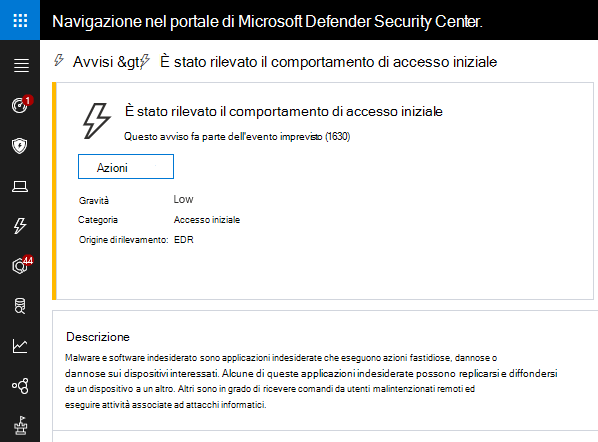 Navigazione nel portale di Microsoft Defender Security Center.
Avvisi &gt; È stato rilevato il comportamento di accesso iniziale
1
È stato rilevato il comportamento di accesso iniziale
Questo avviso fa parte dell'evento imprevisto (1630)
Azioni
Gravità Low
Categoria Accesso iniziale
Origine di rilevamento: EDR
44
Descrizione
Malware e software indesiderato sono applicazioni indesiderate che eseguono azioni fastidiose, dannose o
dannose sui dispositivi interessati. Alcune di queste applicazioni indesiderate possono replicarsi e diffondersi
da un dispositivo a un altro. Altri sono in grado di ricevere comandi da utenti malintenzionati remoti ed
eseguire attività associate ad attacchi informatici.